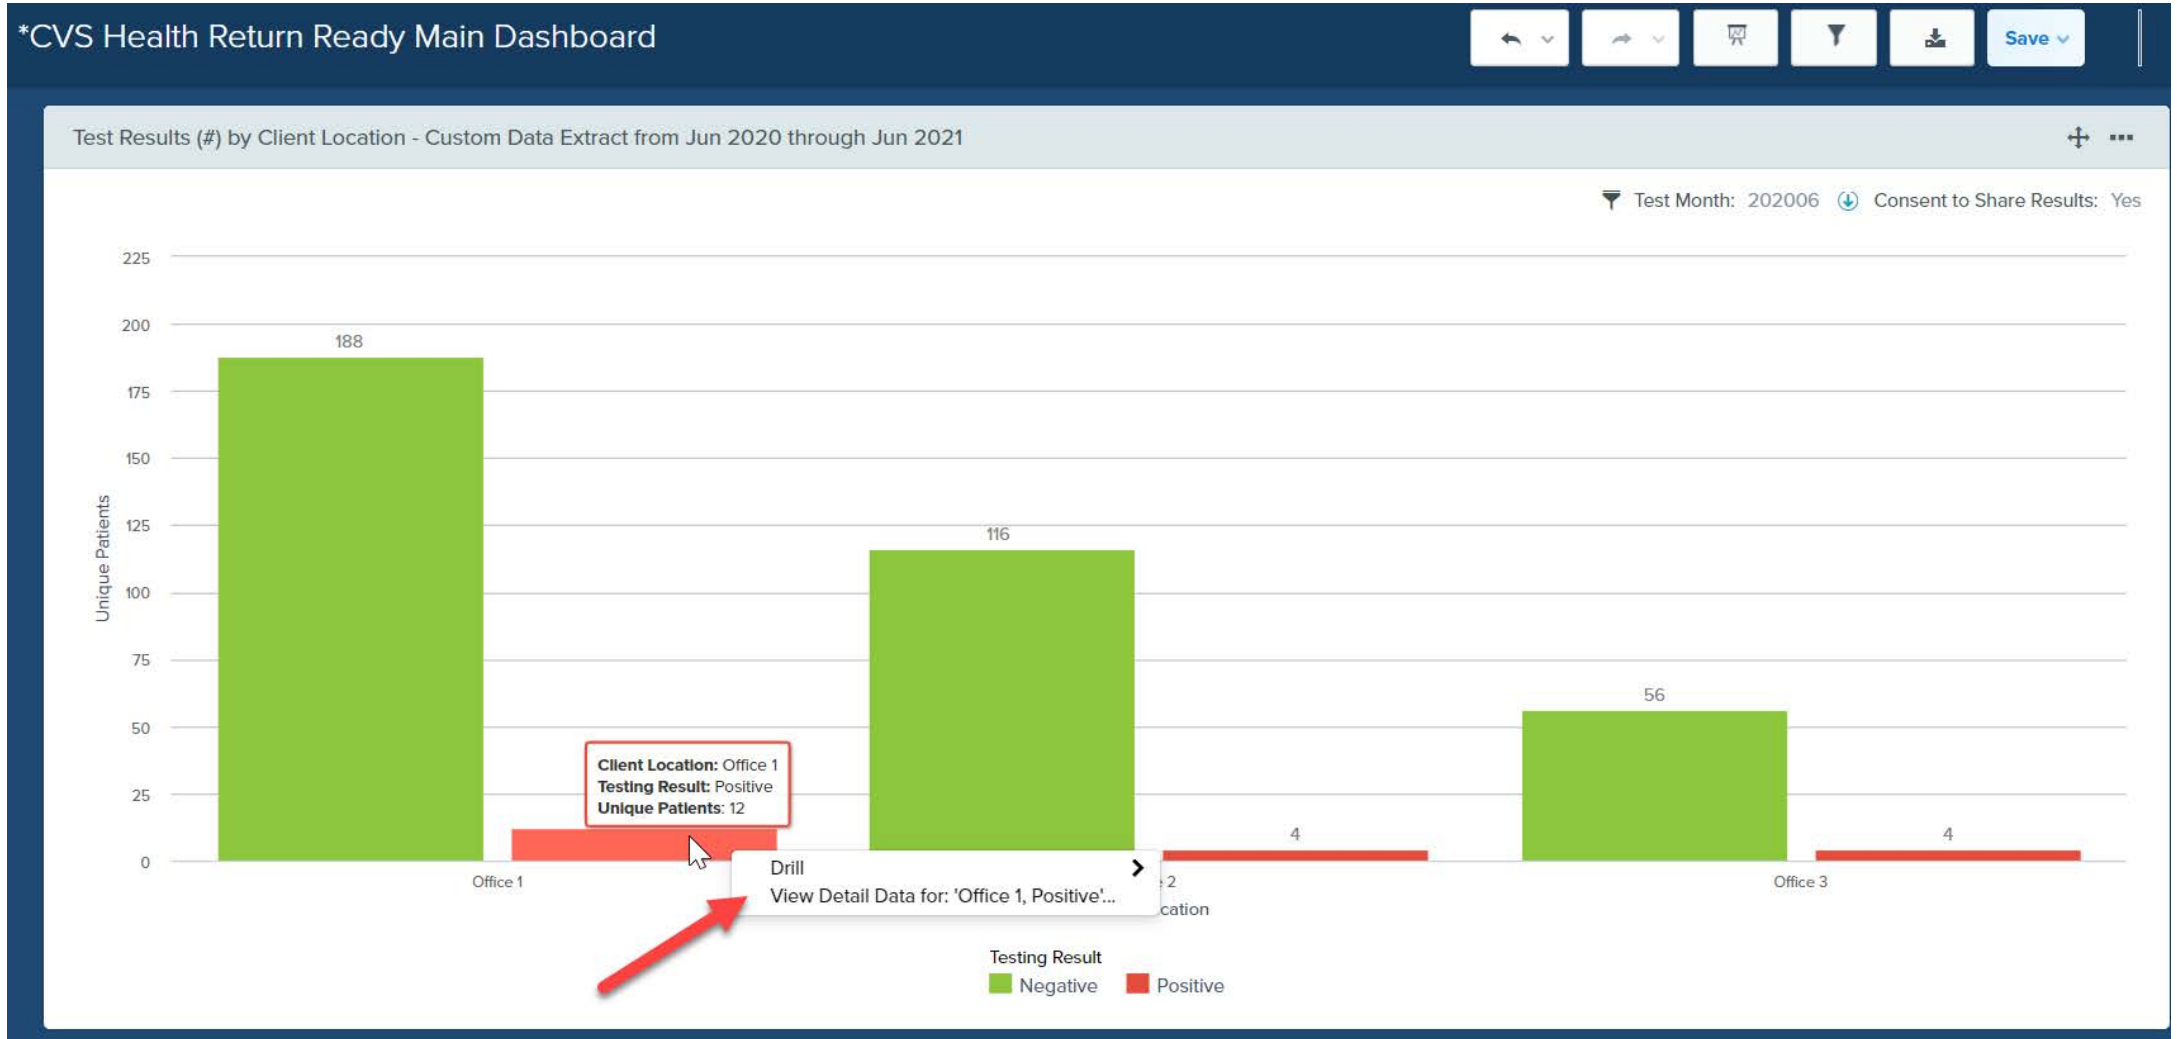 *CVS Health Return Ready Main Dashboard
Save
Test Results (#) by Client Location - Custom Data Extract from Jun 2020 through Jun 2021
Test Month: 202006 Consent to Share Results: Yes
225
200
188
175
150
125
116
Unique Patients
100
75
56
50
Client Location: Office 1
Testing Result: Positive
Unique Patients: 12
25
4
4
0
Drill
Office 1
2
Office 3
View Detail Data for: 'Office 1, Positive'...
cation
Testing Result
Negative Positive